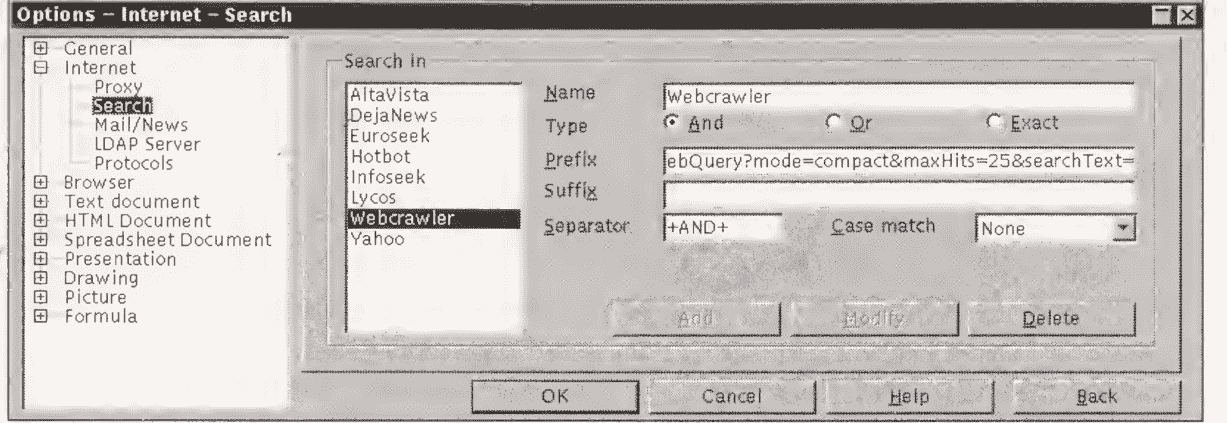 Options – Internet – Search
General
Internet
Proxy
Search
Mail/News
LDAP Server
Protocols
Browser
Text document
HTML Document
Spreadsheet Document
Presentation
Drawing
Picture
Formula
Search in
AltaVista
DejaNews
Euroseek
Hotbot
Infoseek
Lycos
Webcrawler
Yahoo
Name Webcrawler
Type And Or Exact
Prefix ebQuery?mode=compact&maxHits=25&searchText=
Suffix
Separator +AND+ Case match None
Add Modify Delete
OK Cancel Help Back